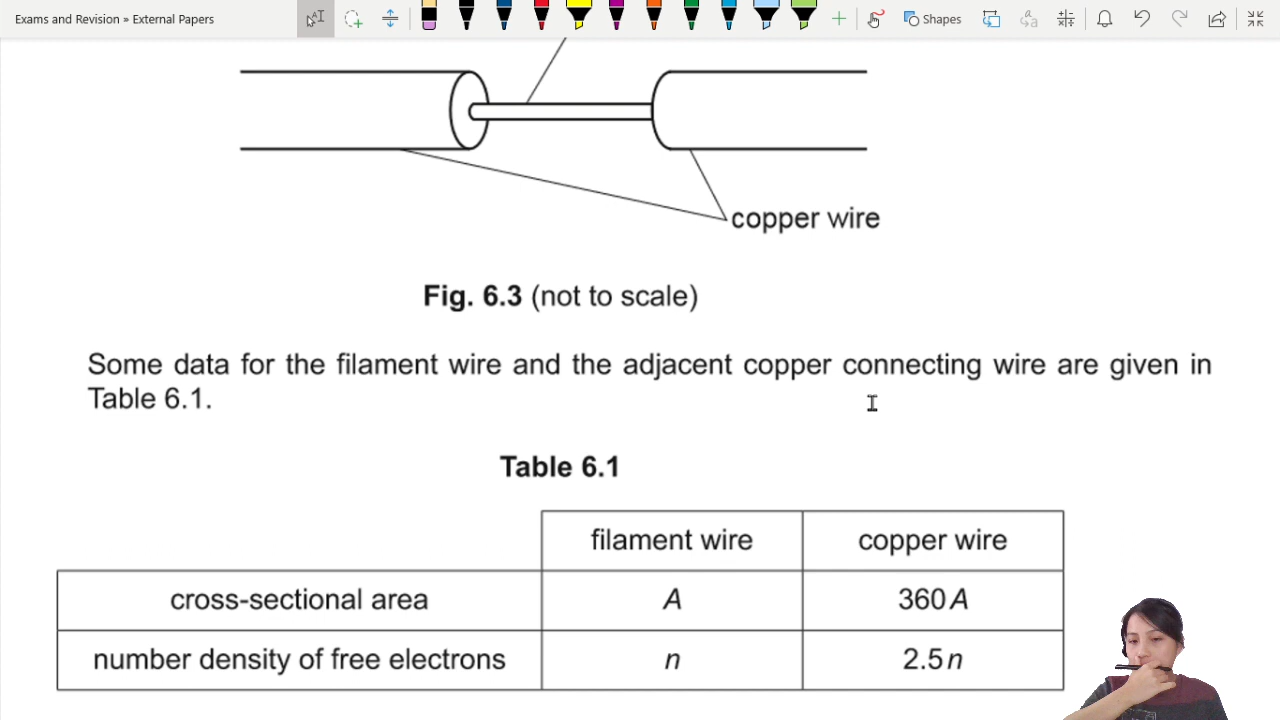 Exams and Revision » External Papers
Shapes
copper wire
Fig. 6.3 (not to scale)
Some data for the filament wire and the adjacent copper connecting wire are given in
Table 6.1.
Table 6.1
filament wire copper wire
cross-sectional area A 360A
number density of free electrons n 2.5n